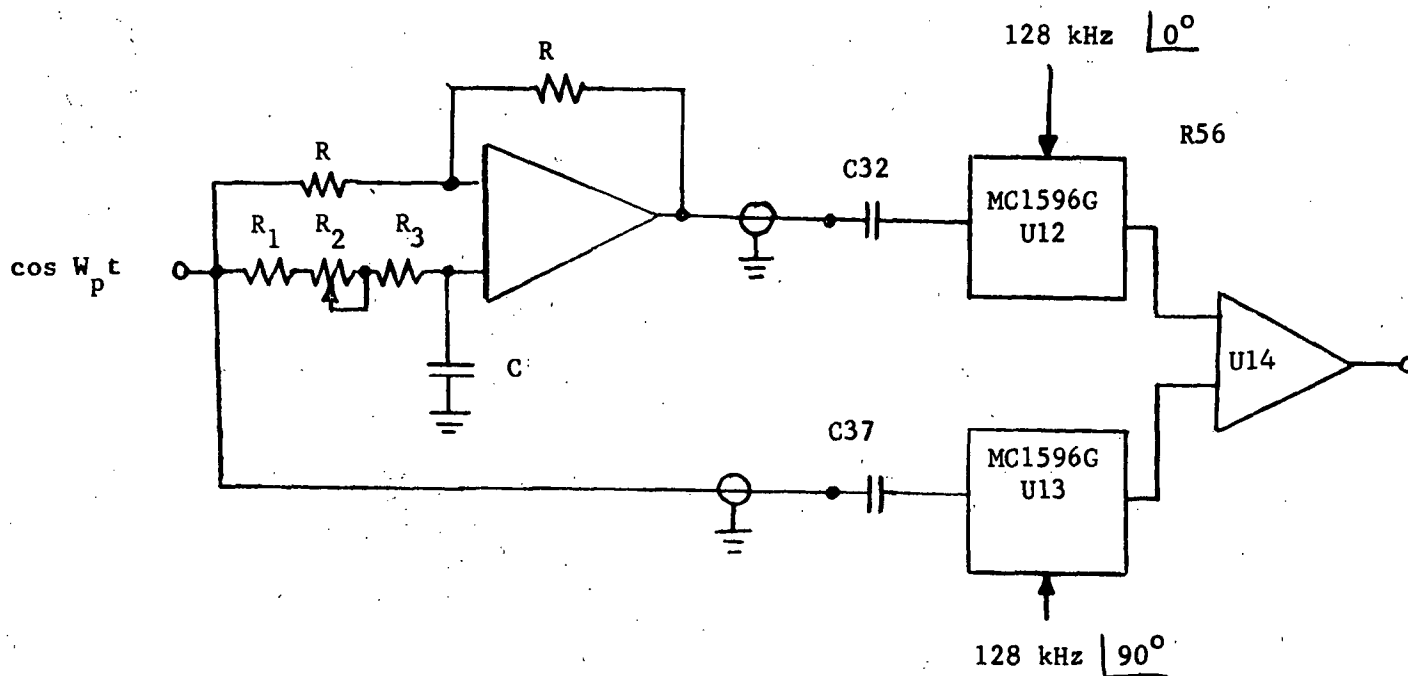 128 kHz 0°
R
R56
R
C32
MC1596G
U12
R1 R2 R3
cos Wpt
U14
C
C37
MC1596G
U13
128 kHz 90°